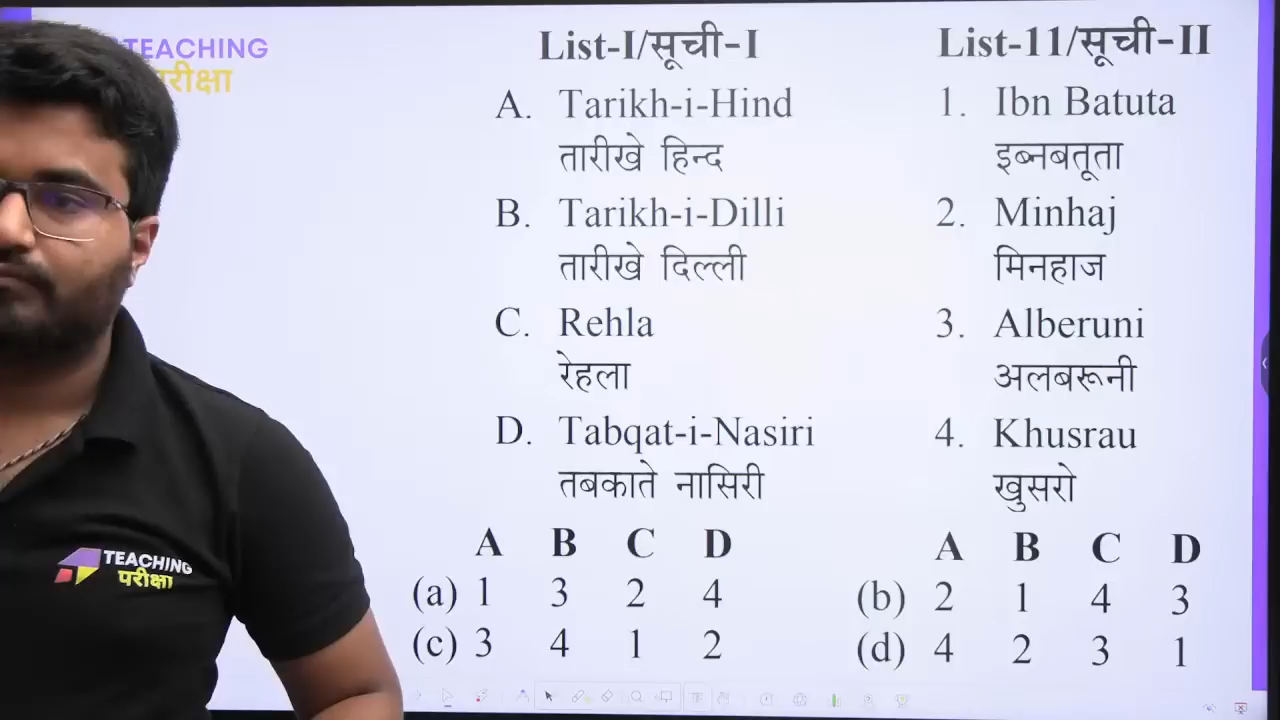 TEACHING
परीक्षा
List-I/सूची-I List-11/सूची-II
A. Tarikh-i-Hind 1. Ibn Batuta
तारीखे हिन्द इब्नबतूता
B. Tarikh-i-Dilli 2. Minhaj
तारीखे दिल्ली मिनहाज
C. Rehla 3. Alberuni
रेहला अलबरूनी
D. Tabqat-i-Nasiri 4. Khusrau
तबकाते नासिरी खुसरो
A B C D A B C D
(a) 1 3 2 4 (b) 2 1 4 3
(c) 3 4 1 2 (d) 4 2 3 1
TEACHING
परीक्षा